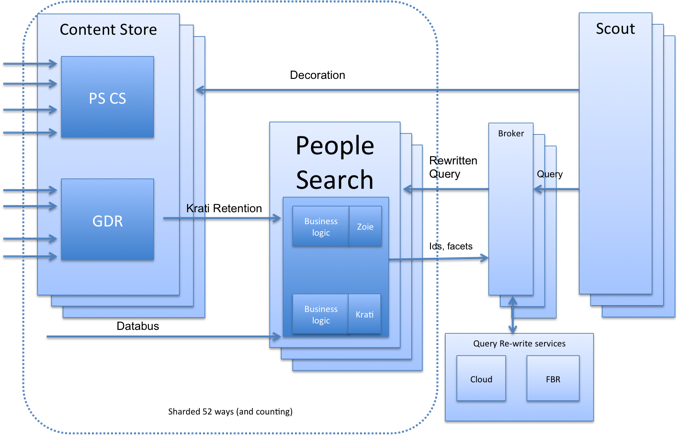 Content Store
Scout
PS CS
Decoration
People
Search
Broker
Rewritten
Query
Query
GDR
Krati Retention
Business
logic
Zoie
Ids, facets
Business
logic
Krati
Databus
Query Re-write services
Cloud
FBR
Sharded 52 ways (and counting)